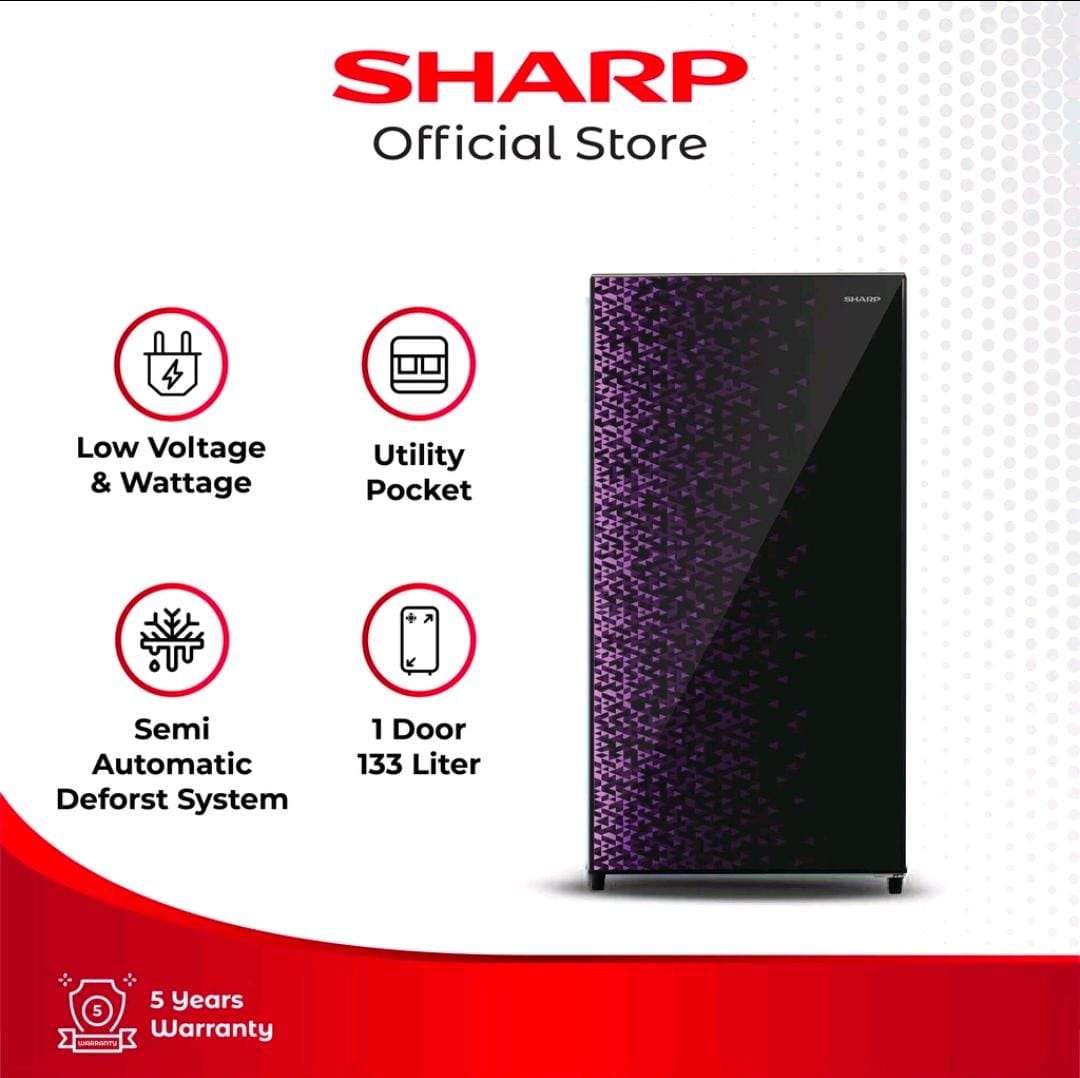 SHARP
Official Store
SHARP
Low Voltage
& Wattage
Utility
Pocket
Semi
Automatic
Deforst System
1 Door
133 Liter
5
WARRANTY
5 Years
Warranty